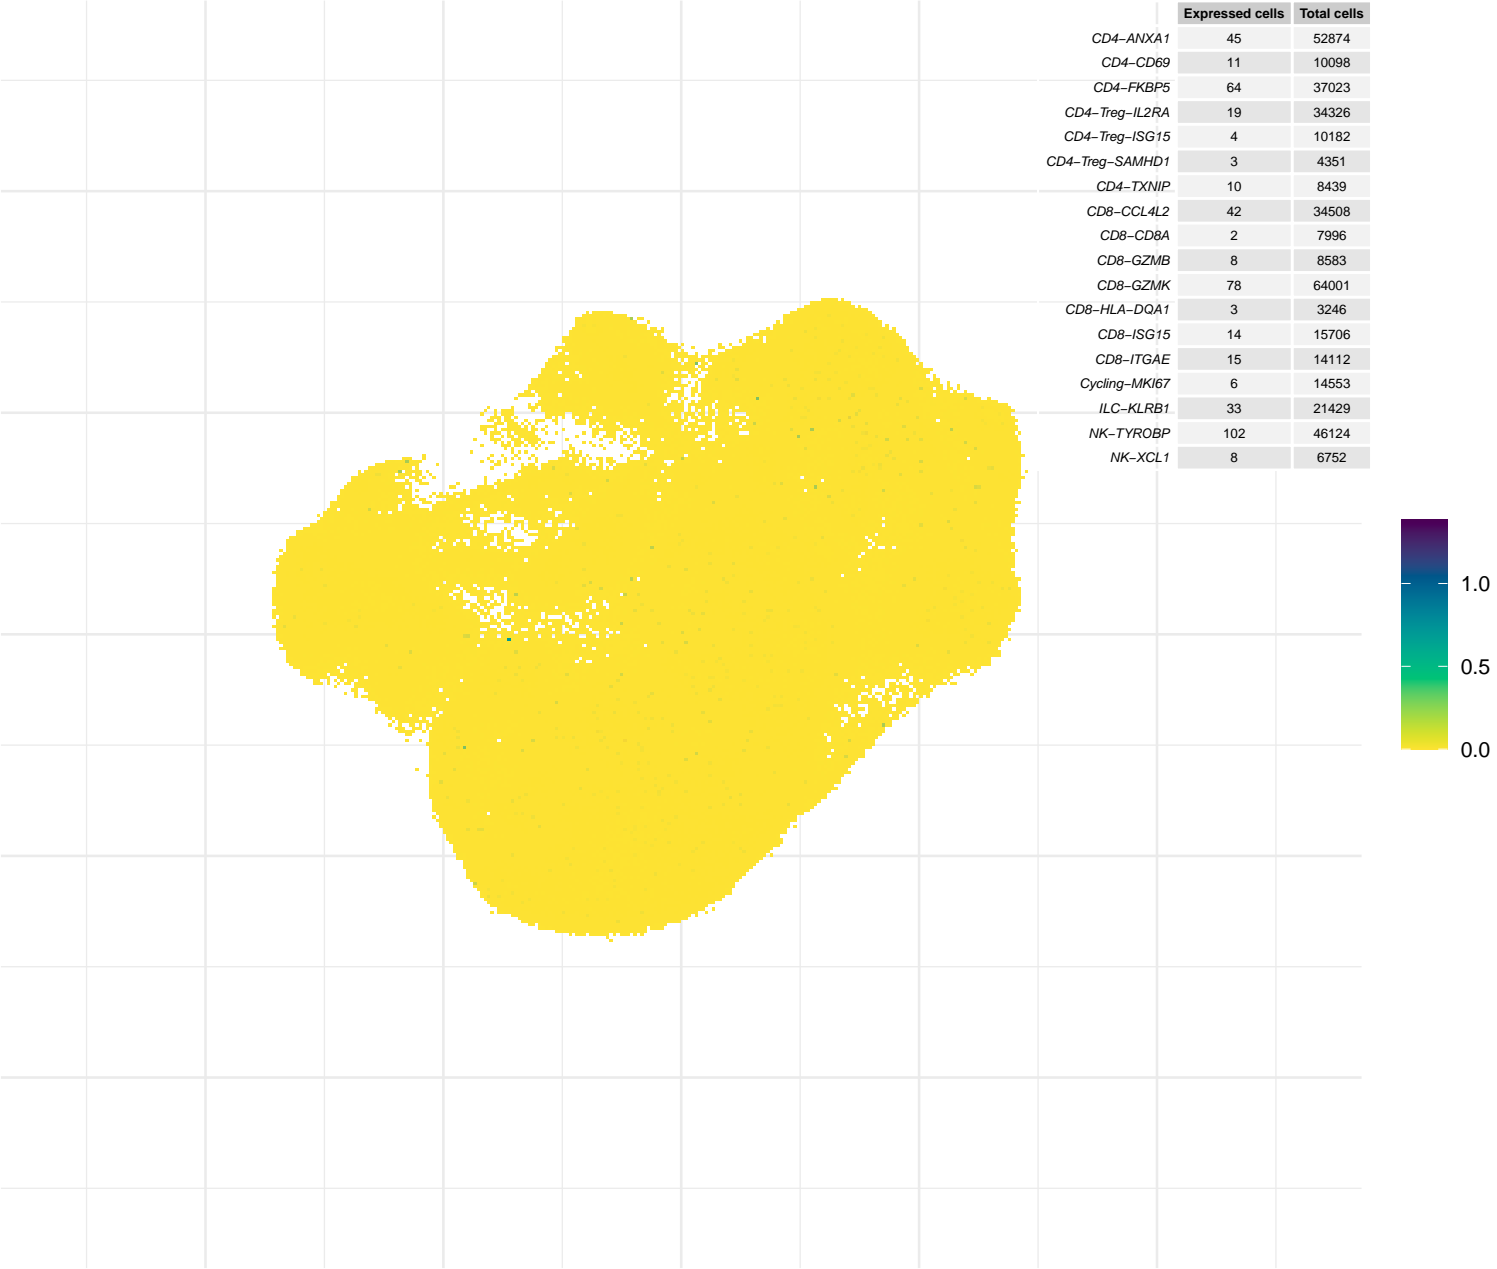 Expressed cells Total cells
CD4−ANXA1 45 52874
CD4−CD69 11 10098
CD4−FKBP5 64 37023
CD4−Treg−IL2RA 19 34326
CD4−Treg−ISG15 4 10182
CD4−Treg−SAMHD1 3 4351
CD4−TXNIP 10 8439
CD8−CCL4L2 42 34508
CD8−CD8A 2 7996
CD8−GZMB 8 8583
CD8−GZMK 78 64001
CD8−HLA−DQA1 3 3246
CD8−ISG15 14 15706
CD8−ITGAE 15 14112
Cycling−MKI67 6 14553
ILC−KLRB1 33 21429
NK−TYROBP 102 46124
NK−XCL1 8 6752
1.0
0.5
0.0